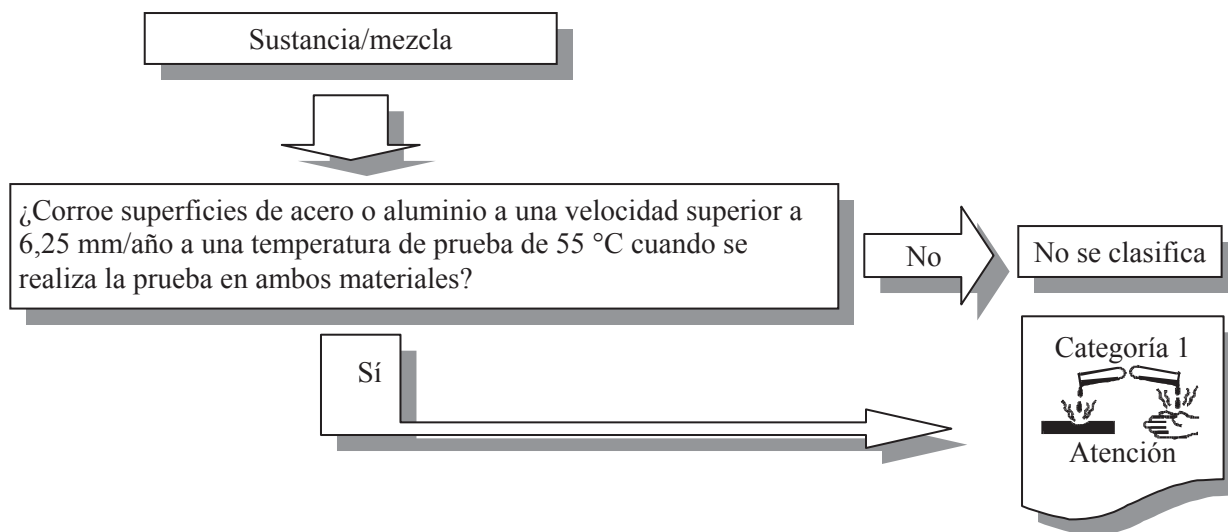 Sustancia/mezcla
¿Corroe superficies de acero o aluminio a una velocidad superior a
6,25 mm/año a una temperatura de prueba de 55 °C cuando se
realiza la prueba en ambos materiales?
No
No se clasifica
Sí
Categoría 1
Atención